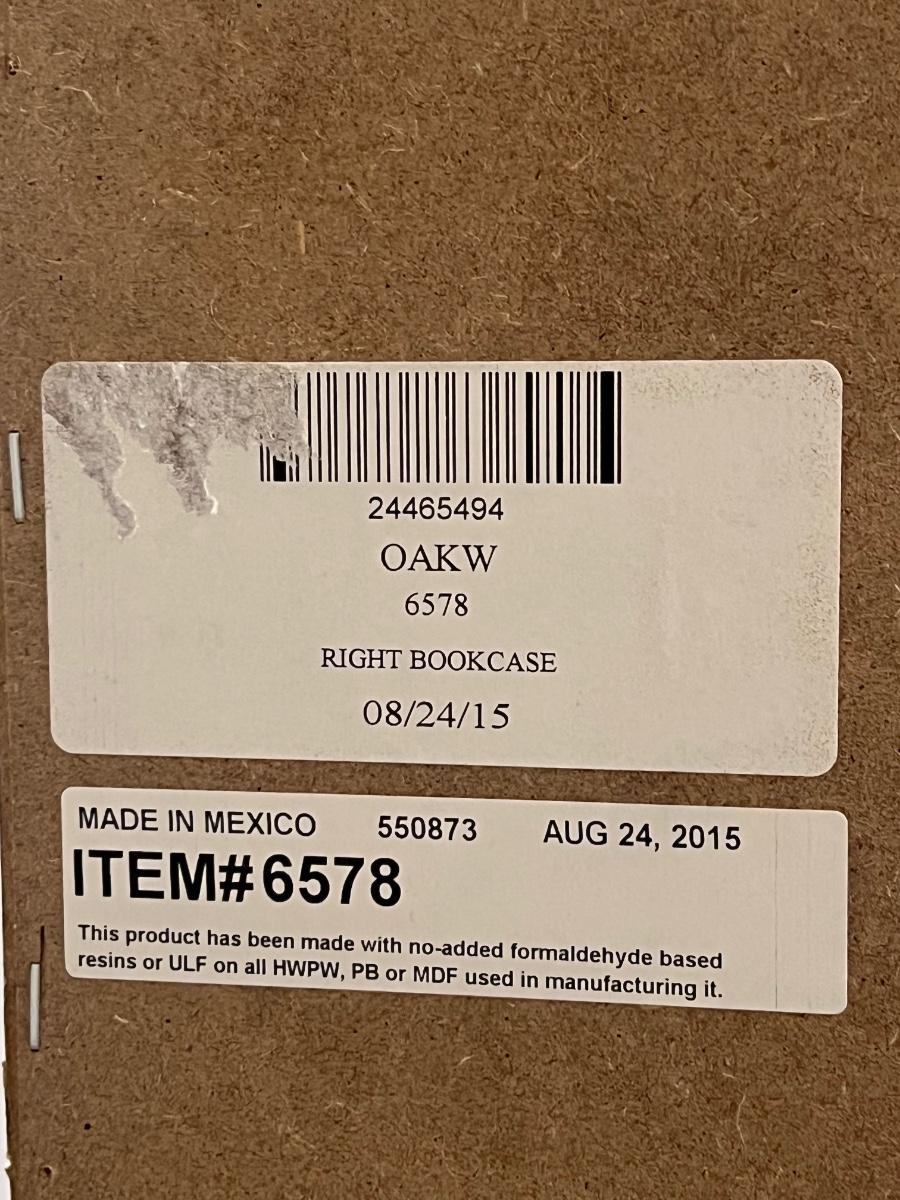 24465494
OAKW
6578
RIGHT BOOKCASE
08/24/15
MADE IN MEXICO 550873 AUG 24, 2015
ITEM#6578
This product has been made with no-added formaldehyde based
resins or ULF on all HWPW, PB or MDF used in manufacturing it.